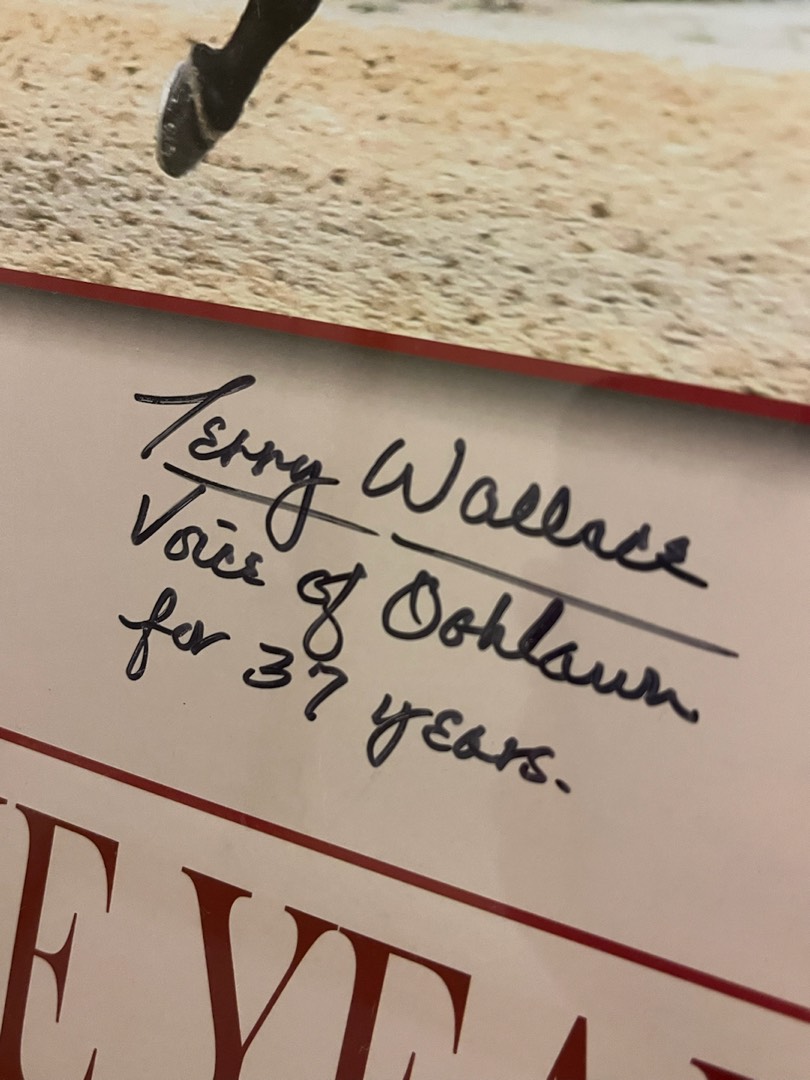 Terry Wallace
Voice of Oaklawn
for 37 years.
E YEA